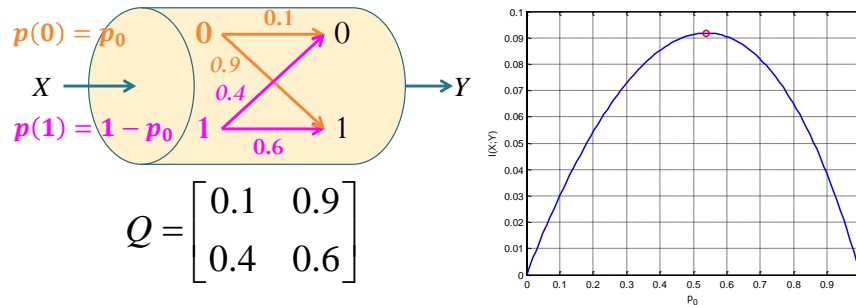 p(0) = p₀
0
0.1
0
0.9
X
0.4
Y
p(1) = 1 − p₀
1
0.6
1
Q = [0.1 0.9
0.4 0.6]
0.1
0.09
0.08
0.07
0.06
0.05
0.04
0.03
0.02
0.01
0
I(X;Y)
0 0.1 0.2 0.3 0.4 0.5 0.6 0.7 0.8 0.9
p₀